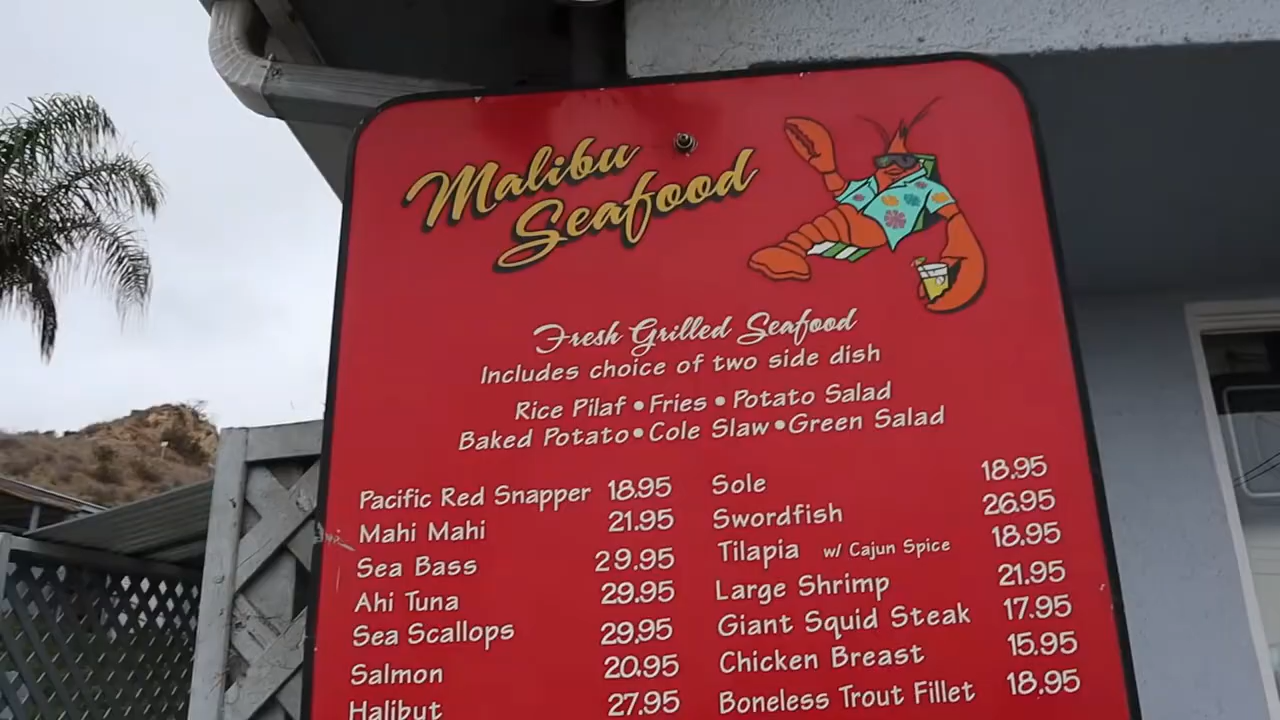 Malibu
Seafood
Fresh Grilled Seafood
Includes choice of two side dish
Rice Pilaf • Fries • Potato Salad
Baked Potato • Cole Slaw • Green Salad
Pacific Red Snapper 18.95
Mahi Mahi 21.95
Sea Bass 29.95
Ahi Tuna 29.95
Sea Scallops 29.95
Salmon 20.95
Halibut 27.95
Sole 18.95
Swordfish 26.95
Tilapia w/ Cajun Spice 18.95
Large Shrimp 21.95
Giant Squid Steak 17.95
Chicken Breast 15.95
Boneless Trout Fillet 18.95